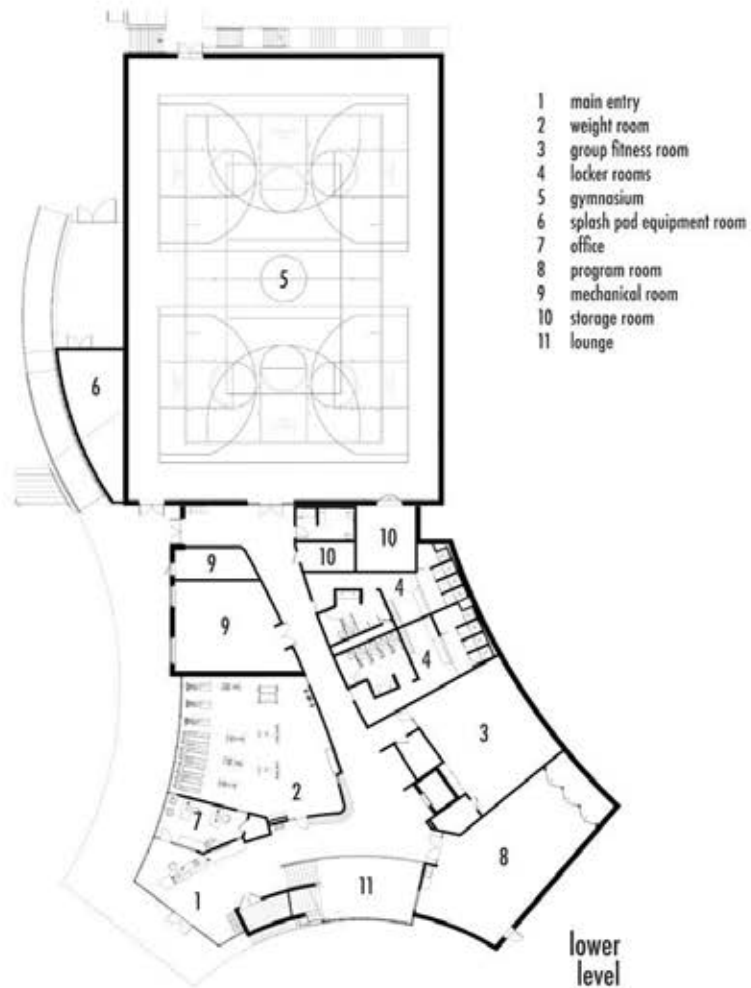 1 main entry
2 weight room
3 group fitness room
4 locker rooms
5 gymnasium
6 splash pad equipment room
7 office
8 program room
9 mechanical room
10 storage room
11 lounge
5
6
10
10
9
4
9
4
3
2
7
8
11
1
lower
level